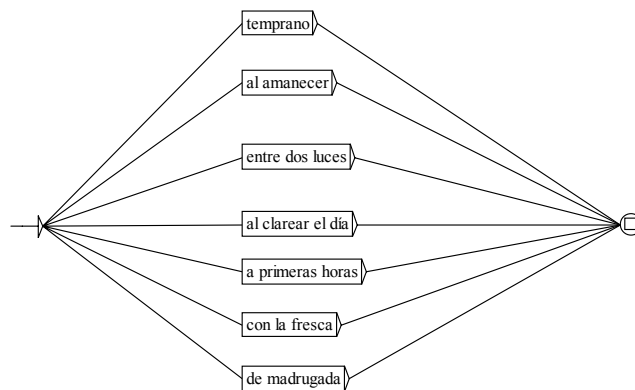 temprano
al amanecer
entre dos luces
al clarear el día
a primeras horas
con la fresca
de madrugada